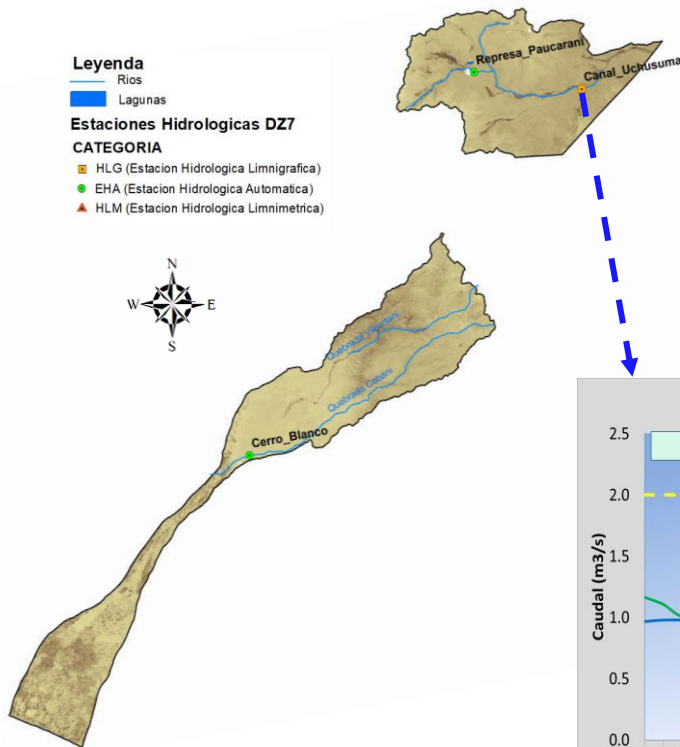 Leyenda
Rios
Lagunas
Estaciones Hidrologicas DZ7
CATEGORIA
HLG (Estacion Hidrologica Limnigrafica)
EHA (Estacion Hidrologica Automatica)
HLM (Estacion Hidrologica Limnimetrica)
Represa_Paucarani
Canal_Uchusuma
N
W
E
S
Quebrada Vilavilani
Quebrada Cobani
Cerro_Blanco
Caudal (m3/s)
2.5
2.0
1.5
1.0
0.5
0.0